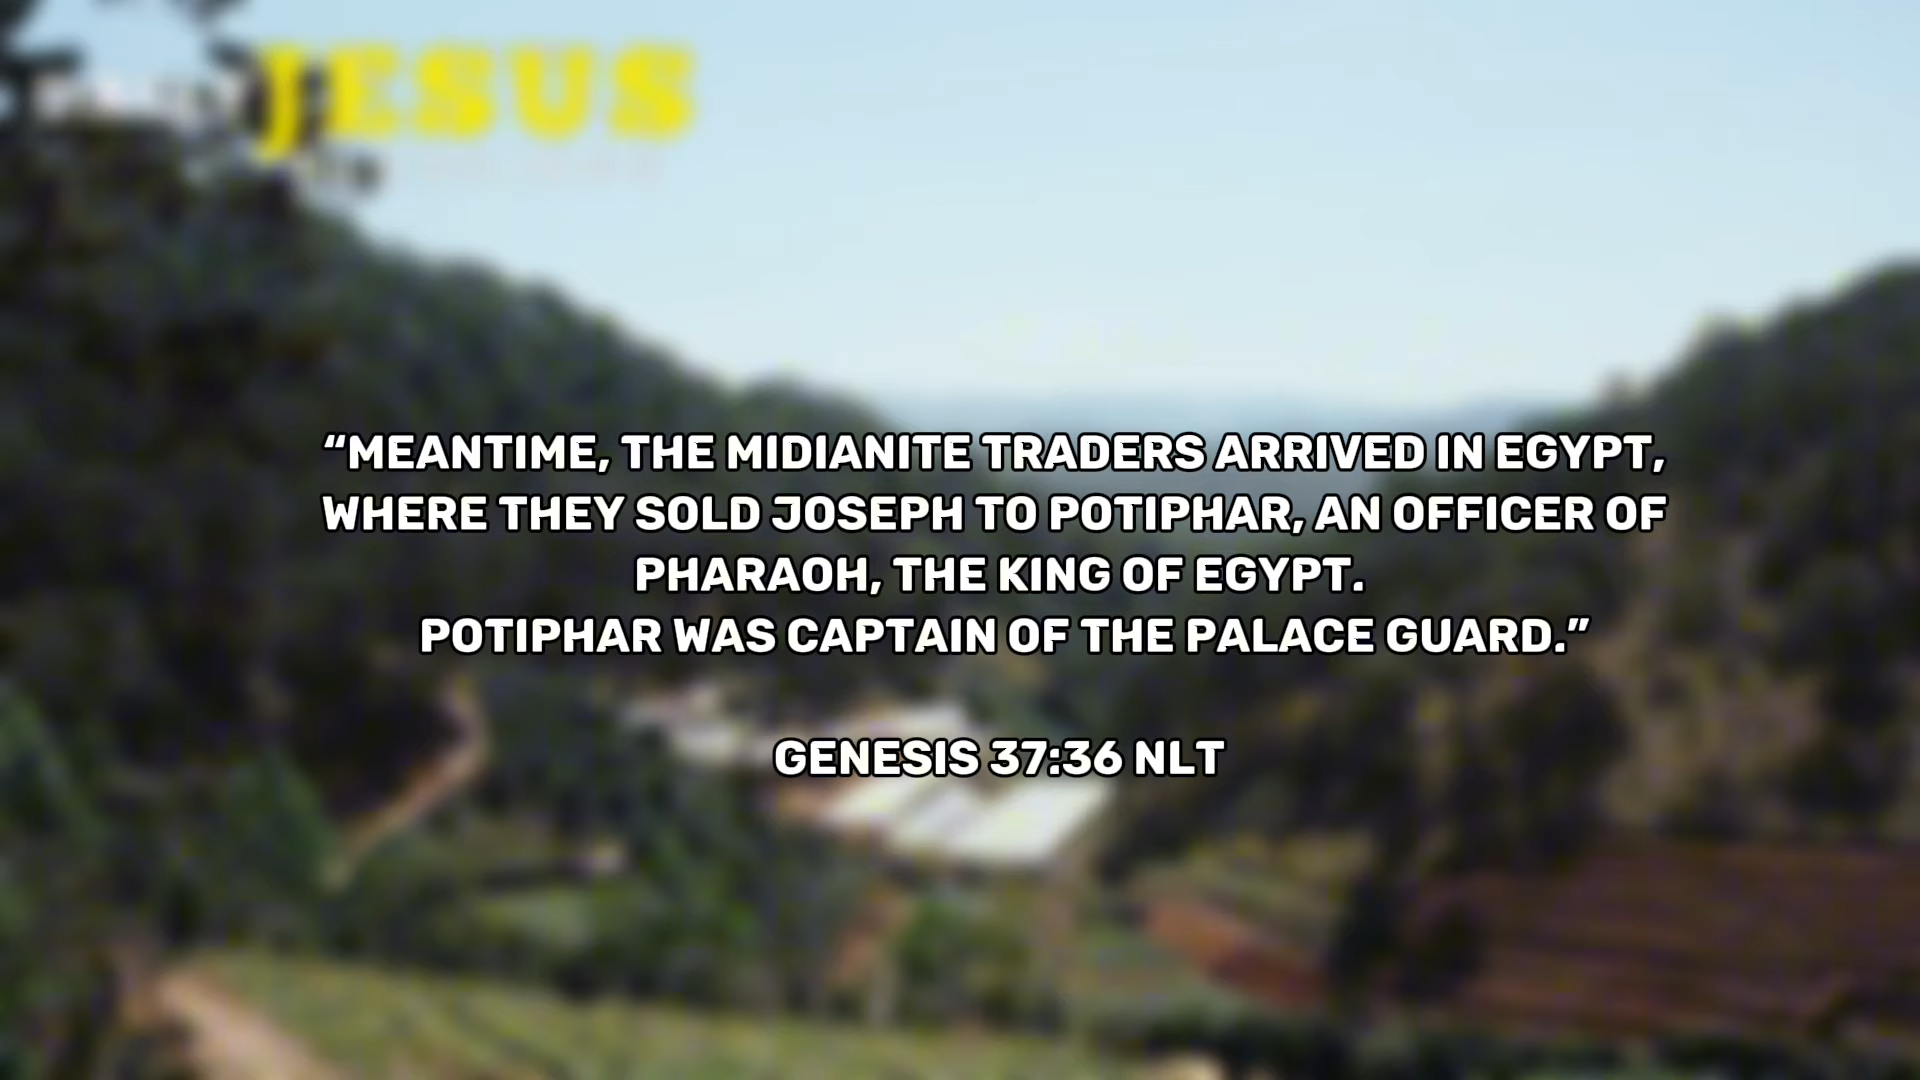 JESUS
“MEANTIME, THE MIDIANITE TRADERS ARRIVED IN EGYPT,
WHERE THEY SOLD JOSEPH TO POTIPHAR, AN OFFICER OF
PHARAOH, THE KING OF EGYPT.
POTIPHAR WAS CAPTAIN OF THE PALACE GUARD.”
GENESIS 37:36 NLT